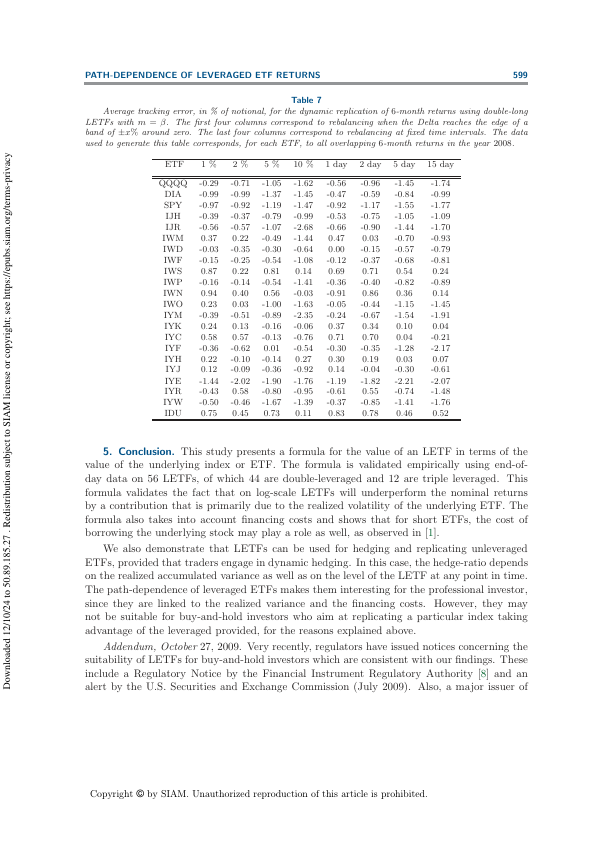 PATH-DEPENDENCE OF LEVERAGED ETF RETURNS 599
Table 7
Average tracking error, in % of notional, for the dynamic replication of 6-month returns using double-long
LETFs with m = β. The first four columns correspond to rebalancing when the Delta reaches the edge of a
band of ±x% around zero. The last four columns correspond to rebalancing at fixed time intervals. The data
used to generate this table corresponds, for each ETF, to all overlapping 6-month returns in the year 2008.
ETF 1 % 2 % 5 % 10 % 1 day 2 day 5 day 15 day
QQQQ -0.29 -0.71 -1.05 -1.62 -0.56 -0.96 -1.45 -1.74
DIA -0.99 -0.99 -1.37 -1.45 -0.47 -0.59 -0.84 -0.99
SPY -0.97 -0.92 -1.19 -1.47 -0.92 -1.17 -1.55 -1.77
IJH -0.39 -0.37 -0.79 -0.99 -0.53 -0.75 -1.05 -1.09
IJR -0.56 -0.57 -1.07 -2.68 -0.66 -0.90 -1.44 -1.70
IWM 0.37 0.22 -0.49 -1.44 0.47 0.03 -0.70 -0.93
IWD -0.03 -0.35 -0.30 -0.64 0.00 -0.15 -0.57 -0.79
IWF -0.15 -0.25 -0.54 -1.08 -0.12 -0.37 -0.68 -0.81
IWS 0.87 0.22 0.81 0.14 0.69 0.71 0.54 0.24
IWP -0.16 -0.14 -0.54 -1.41 -0.36 -0.40 -0.82 -0.89
IWN 0.94 0.40 0.56 -0.03 -0.91 0.86 0.36 0.14
IWO 0.23 0.03 -1.00 -1.63 -0.05 -0.44 -1.15 -1.45
IYM -0.39 -0.51 -0.89 -2.35 -0.24 -0.67 -1.54 -1.91
IYK 0.24 0.13 -0.16 -0.06 0.37 0.34 0.10 0.04
IYC 0.58 0.57 -0.13 -0.76 0.71 0.70 0.04 -0.21
IYF -0.36 -0.62 0.01 -0.54 -0.30 -0.35 -1.28 -2.17
IYH 0.22 -0.10 -0.14 0.27 0.30 0.19 0.03 0.07
IYJ 0.12 -0.09 -0.36 -0.92 0.14 -0.04 -0.30 -0.61
IYE -1.44 -2.02 -1.90 -1.76 -1.19 -1.82 -2.21 -2.07
IYR -0.43 0.58 -0.80 -0.95 -0.61 0.55 -0.74 -1.48
IYW -0.50 -0.46 -1.67 -1.39 -0.37 -0.85 -1.41 -1.76
IDU 0.75 0.45 0.73 0.11 0.83 0.78 0.46 0.52
5. Conclusion. This study presents a formula for the value of an LETF in terms of the
value of the underlying index or ETF. The formula is validated empirically using end-of-
day data on 56 LETFs, of which 44 are double-leveraged and 12 are triple leveraged. This
formula validates the fact that on log-scale LETFs will underperform the nominal returns
by a contribution that is primarily due to the realized volatility of the underlying ETF. The
formula also takes into account financing costs and shows that for short ETFs, the cost of
borrowing the underlying stock may play a role as well, as observed in [1].
We also demonstrate that LETFs can be used for hedging and replicating unleveraged
ETFs, provided that traders engage in dynamic hedging. In this case, the hedge-ratio depends
on the realized accumulated variance as well as on the level of the LETF at any point in time.
The path-dependence of leveraged ETFs makes them interesting for the professional investor,
since they are linked to the realized variance and the financing costs. However, they may
not be suitable for buy-and-hold investors who aim at replicating a particular index taking
advantage of the leveraged provided, for the reasons explained above.
Addendum, October 27, 2009. Very recently, regulators have issued notices concerning the
suitability of LETFs for buy-and-hold investors which are consistent with our findings. These
include a Regulatory Notice by the Financial Instrument Regulatory Authority [8] and an
alert by the U.S. Securities and Exchange Commission (July 2009). Also, a major issuer of
Copyright © by SIAM. Unauthorized reproduction of this article is prohibited.
Downloaded 12/10/24 to 50.89.185.27 . Redistribution subject to SIAM license or copyright; see https://epubs.siam.org/terms-privacy